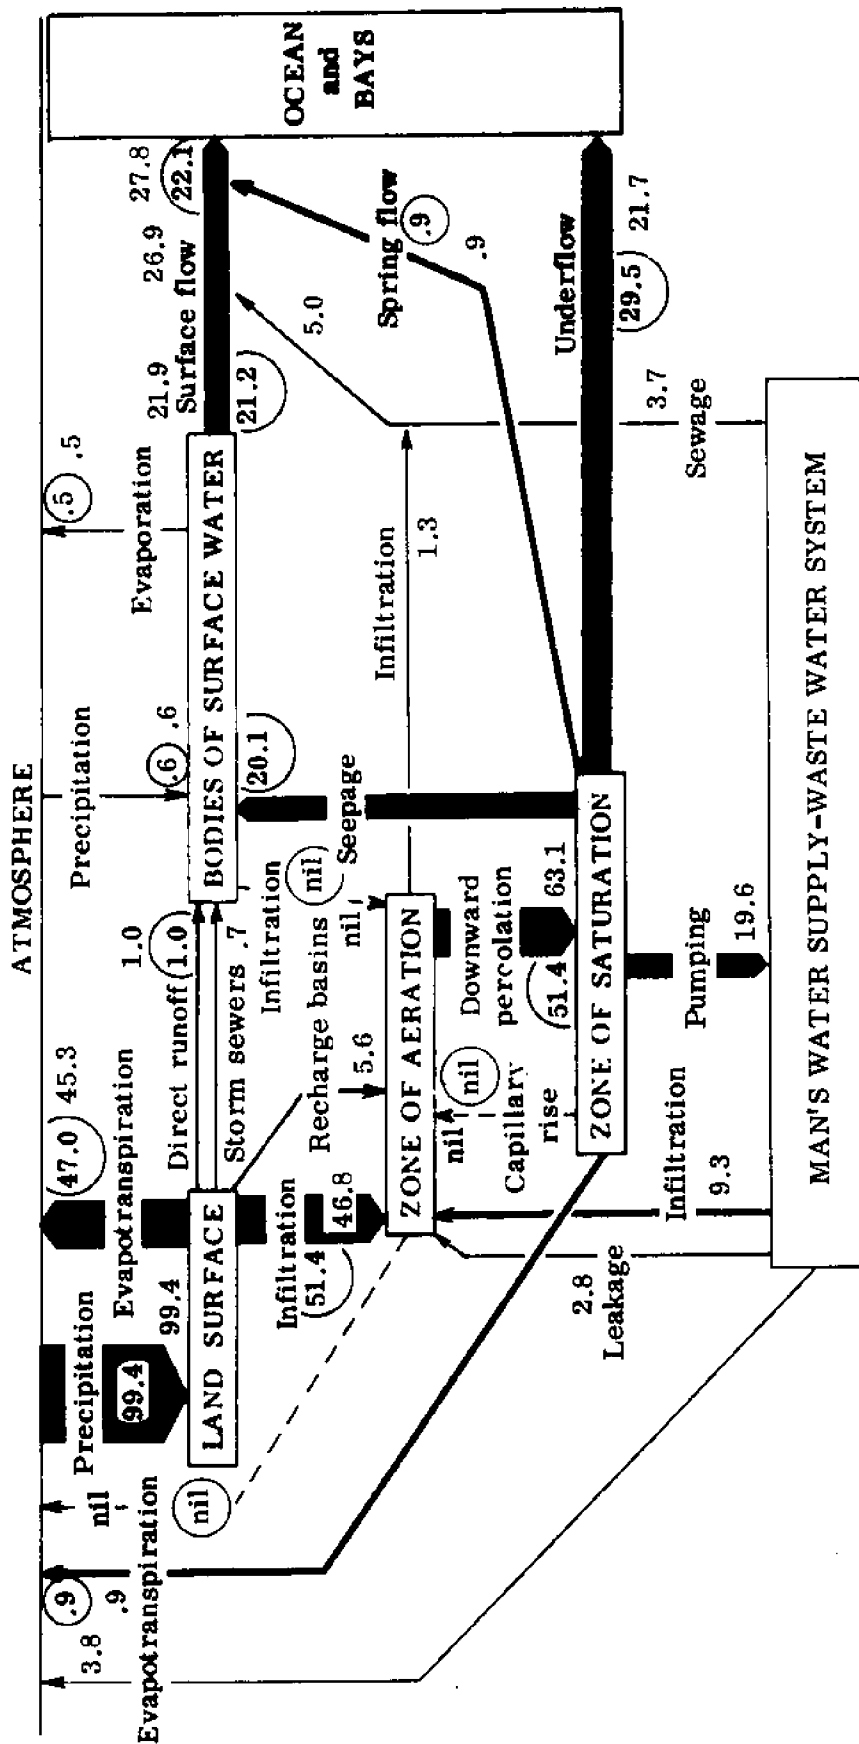 ATMOSPHERE
.9
.9
3.8
Evapotranspiration
nil
nil
Precipitation
99.4
99.4
LAND SURFACE
47.0
45.3
Evapotranspiration
1.0
1.0
Direct runoff
Storm sewers .7
Precipitation
.6
.6
BODIES OF SURFACE WATER
.5
.5
Evaporation
21.9
26.9
27.8
Surface flow
21.2
22.1
OCEAN
and
BAYS
Infiltration
51.4
46.8
Recharge basins
5.6
Infiltration
nil
nil
20.1
Seepage
ZONE OF AERATION
Infiltration
1.3
5.0
Spring flow
.9
.9
nil
nil
Capillary
rise
Downward
percolation
51.4
63.1
ZONE OF SATURATION
Underflow
29.5
21.7
2.8
Leakage
Infiltration
9.3
Pumping
19.6
3.7
Sewage
MAN'S WATER SUPPLY-WASTE WATER SYSTEM